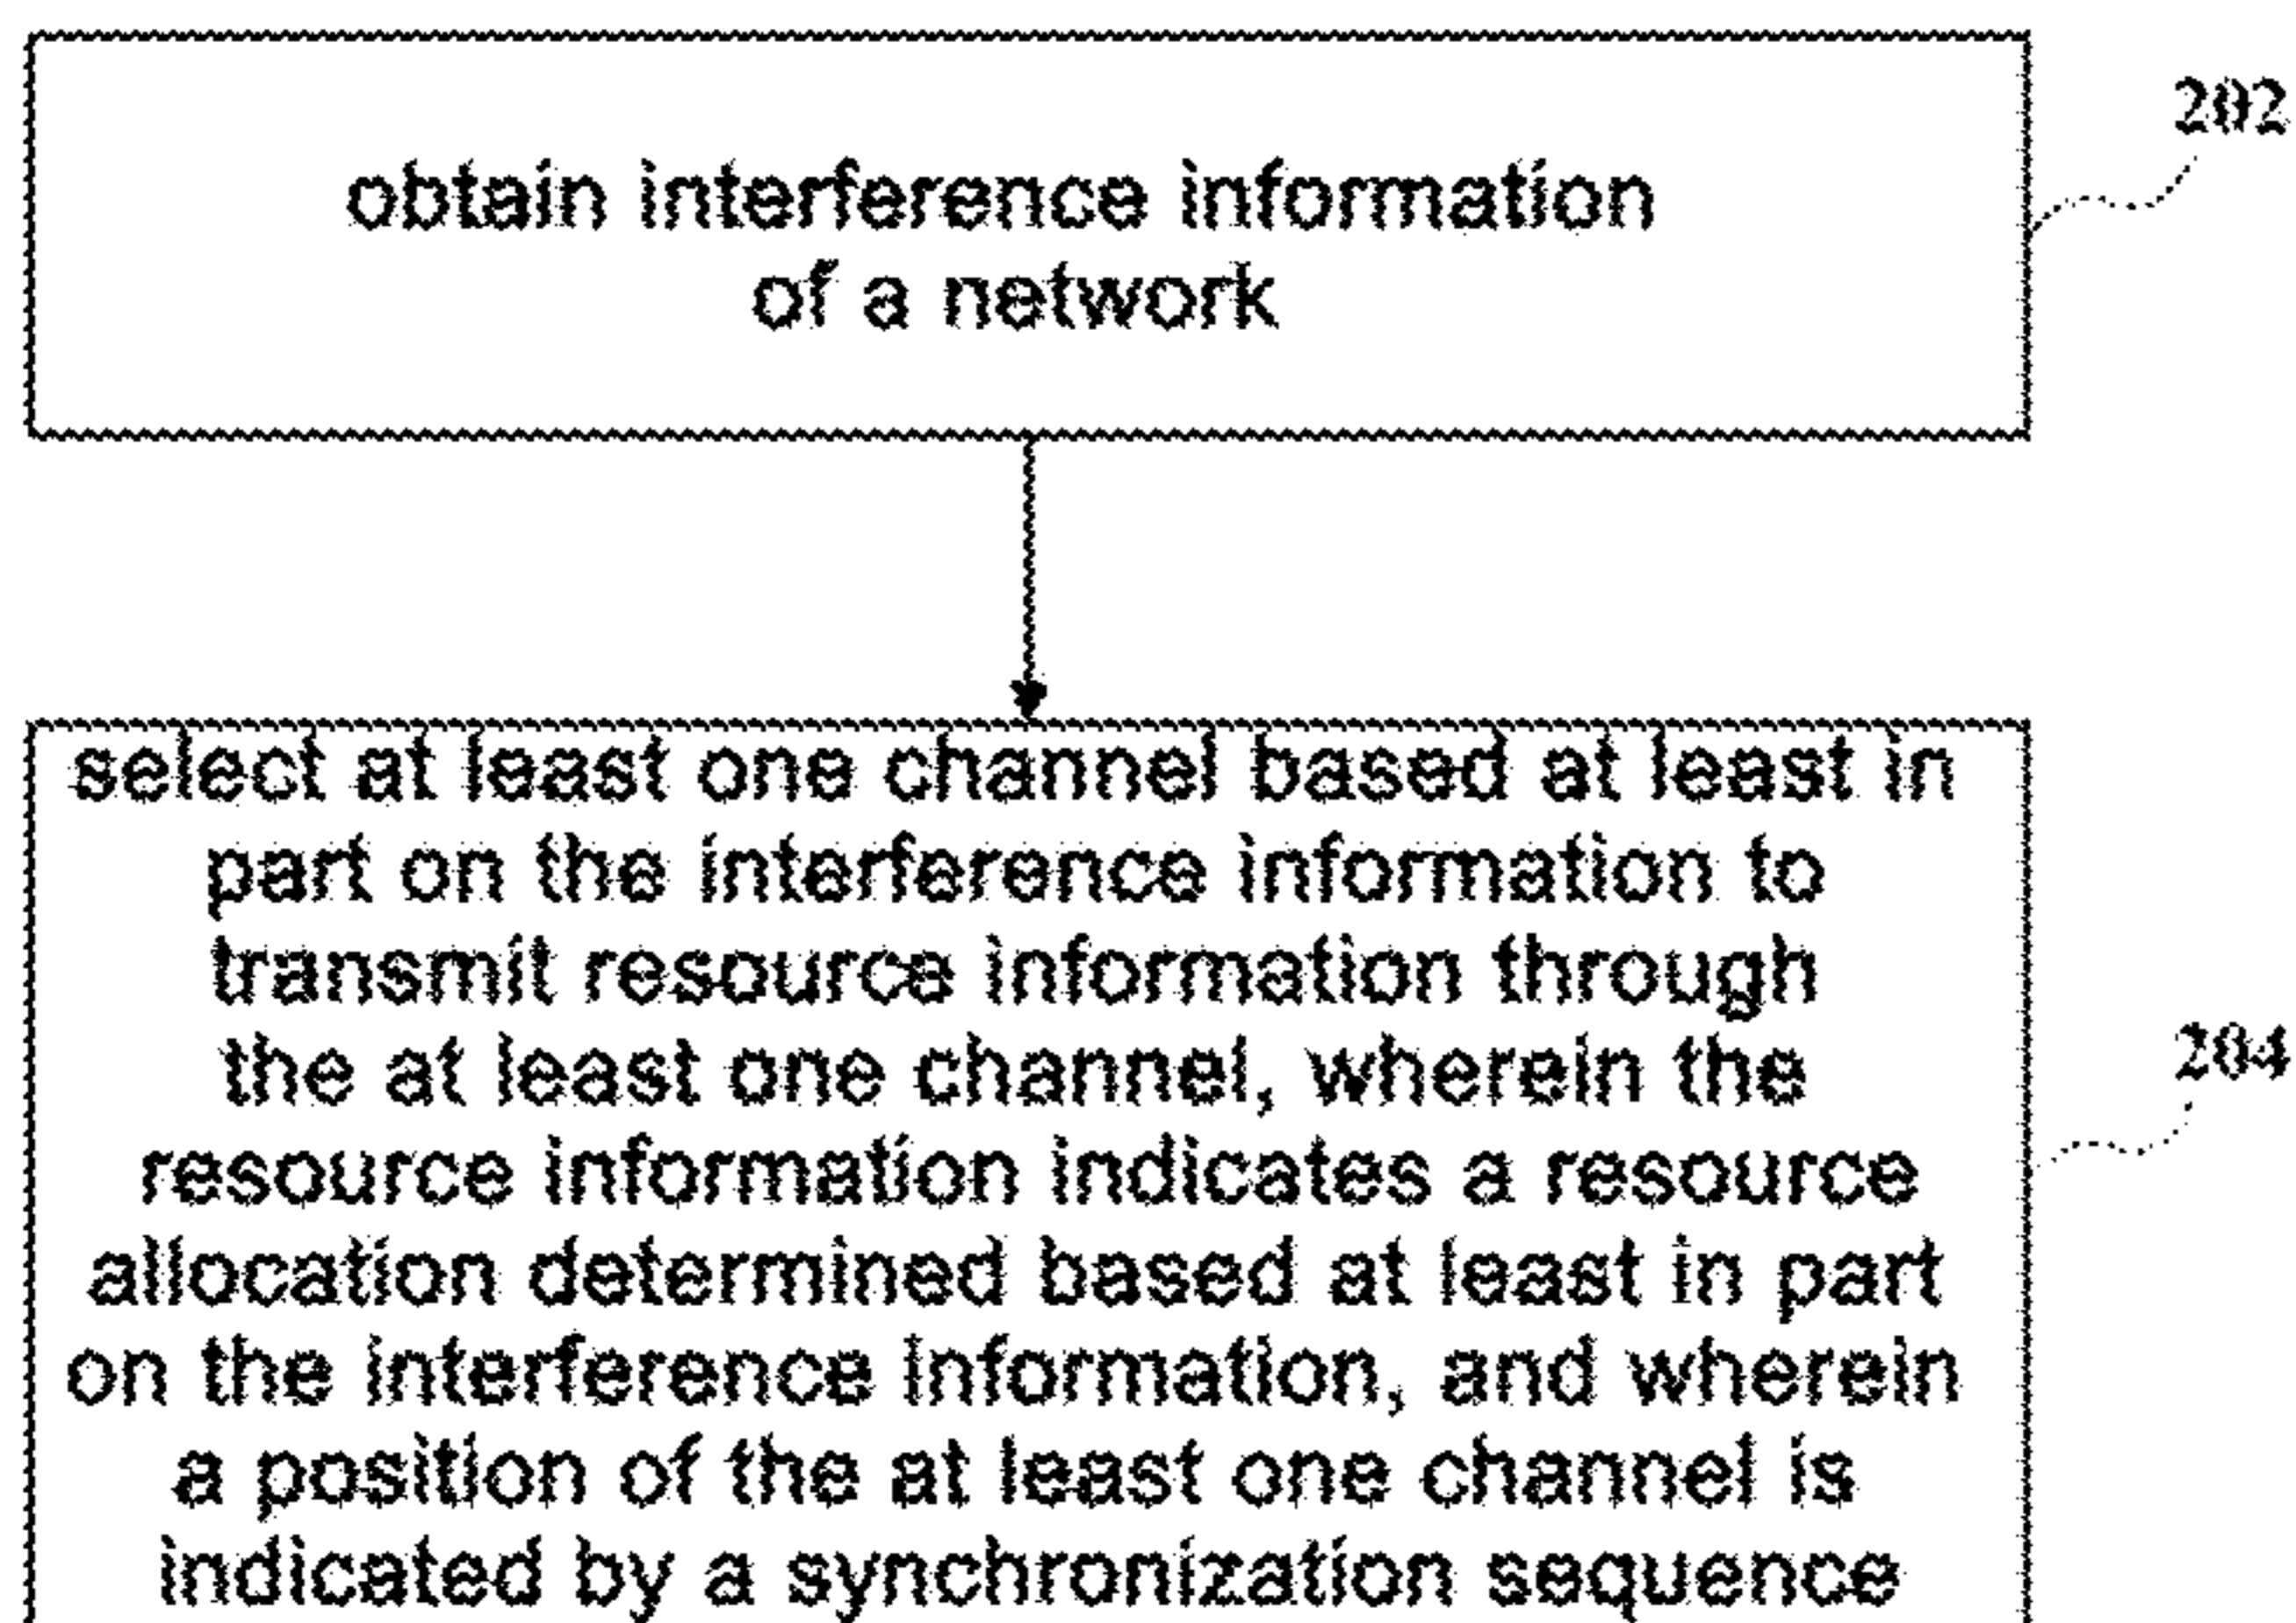 202
obtain interference information
of a network
select at least one channel based at least in
part on the interference information to
transmit resource information through
the at least one channel, wherein the
resource information indicates a resource
allocation determined based at least in part
on the interference information, and wherein
a position of the at least one channel is
indicated by a synchronization sequence
204